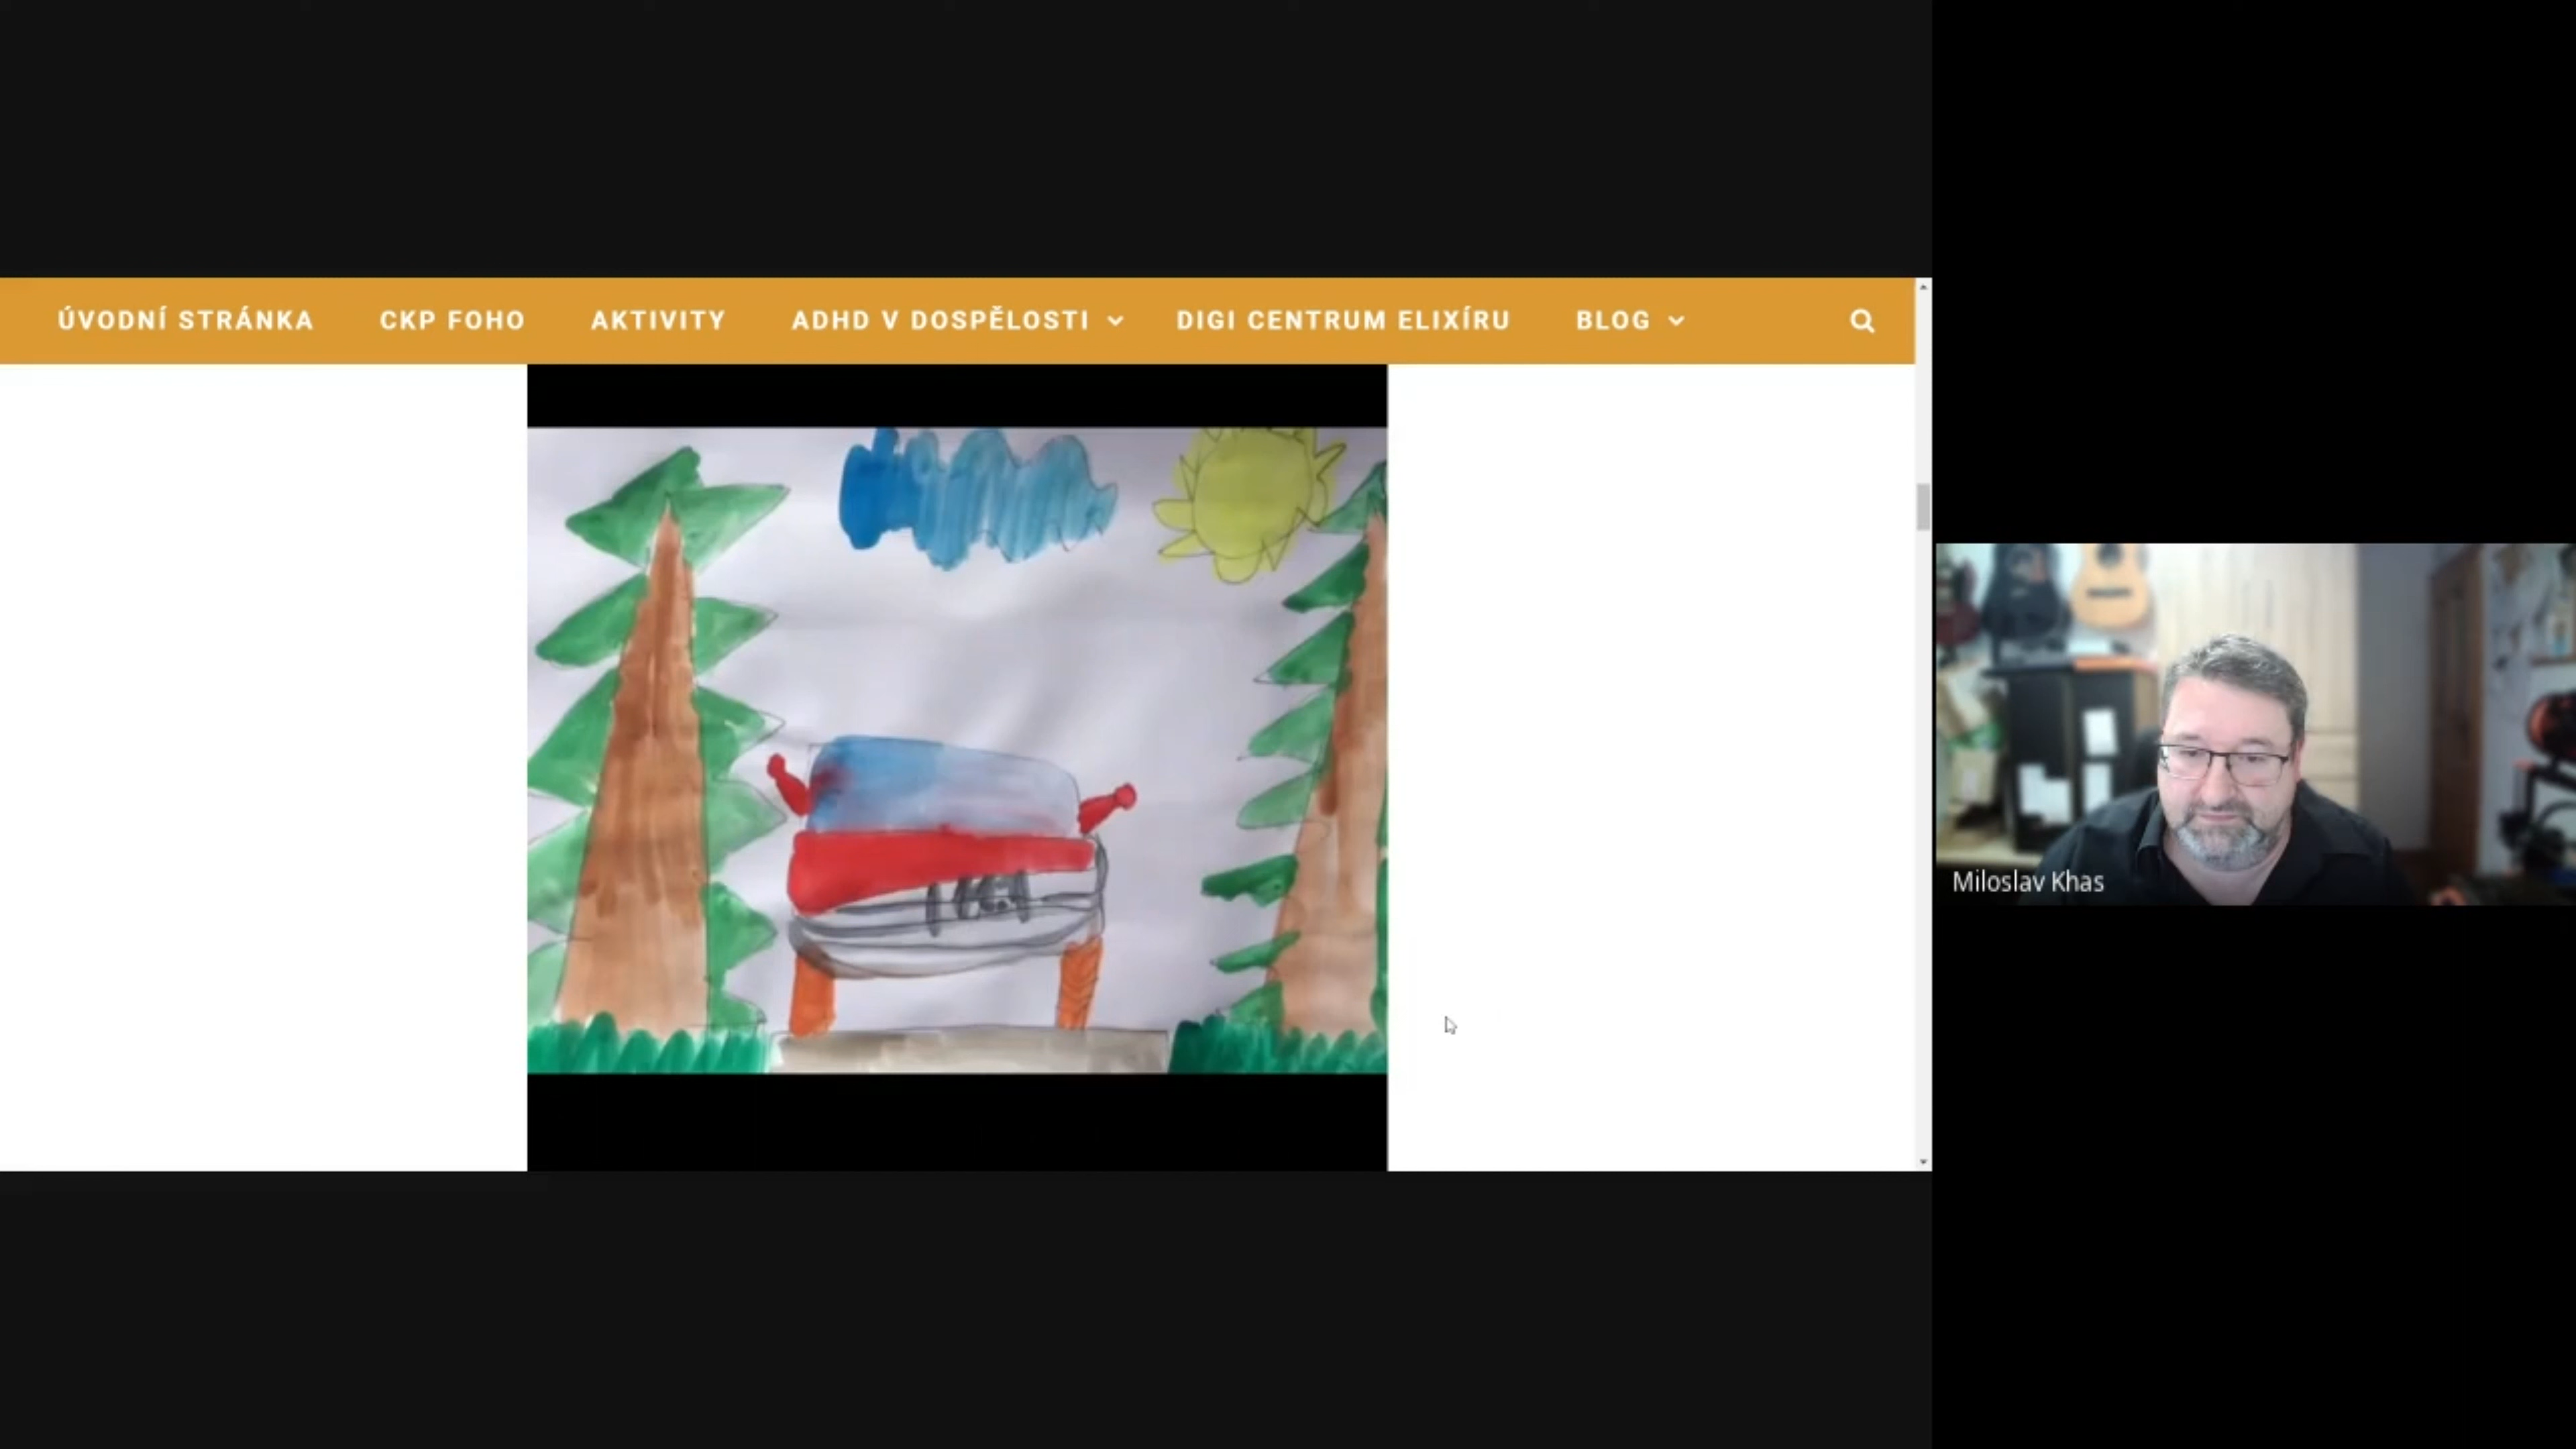 ÚVODNÍ STRÁNKA CKP FOHO AKTIVITY ADHD V DOSPĚLOSTI DIGI CENTRUM ELIXÍRU BLOG
Miloslav Khas